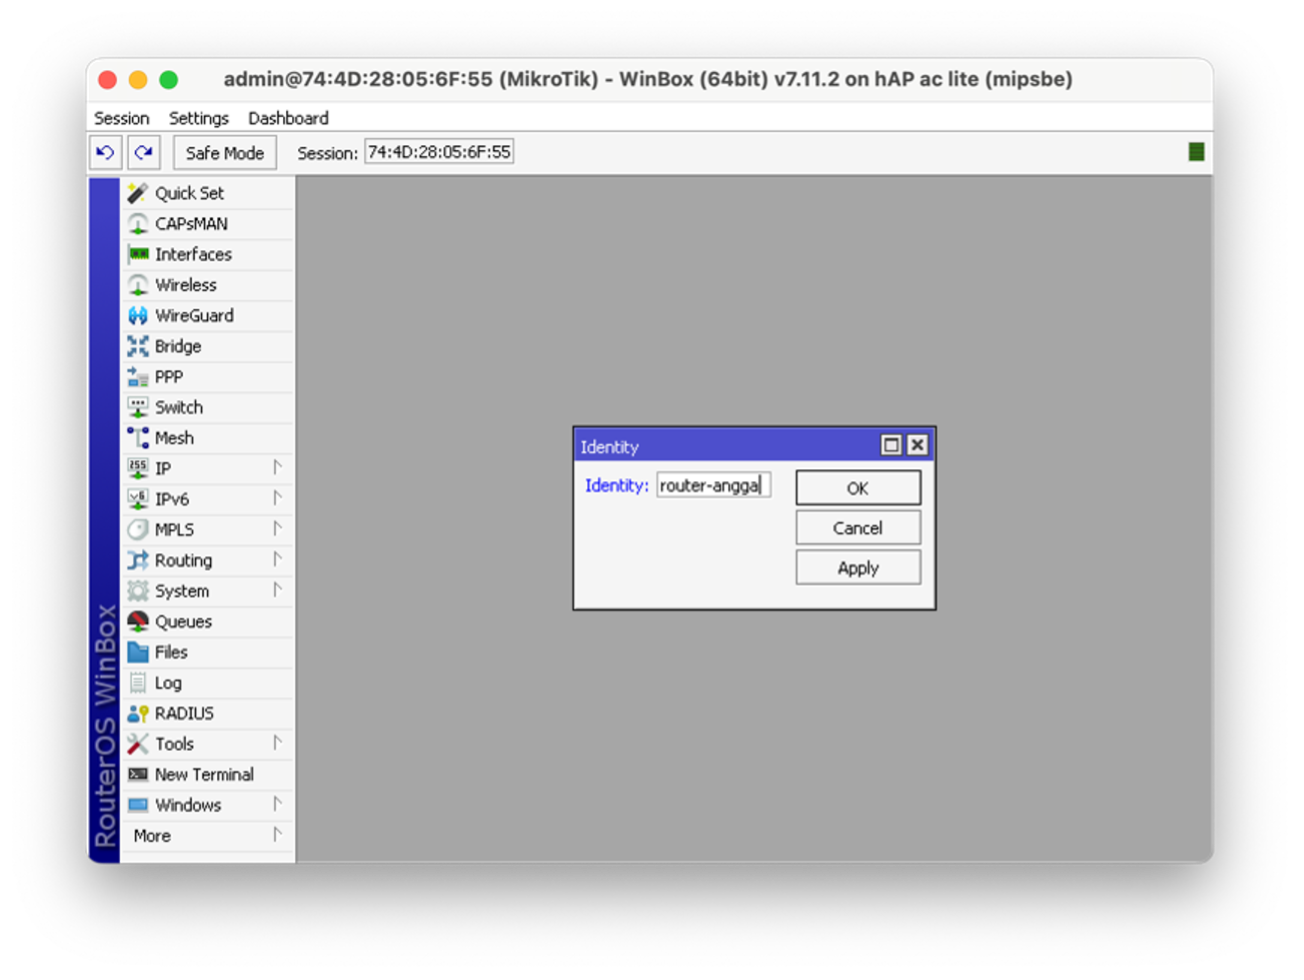 admin@74:4D:28:05:6F:55 (MikroTik) - WinBox (64bit) v7.11.2 on hAP ac lite (mipsbe)
Session Settings Dashboard
Safe Mode Session: 74:4D:28:05:6F:55
Quick Set
CAPsMAN
Interfaces
Wireless
WireGuard
Bridge
PPP
Switch
Mesh
255 IP
v6 IPv6
MPLS
Routing
System
Queues
Files
Log
RADIUS
Tools
New Terminal
Windows
More
RouterOS WinBox
Identity
Identity: router-angga OK
Cancel
Apply